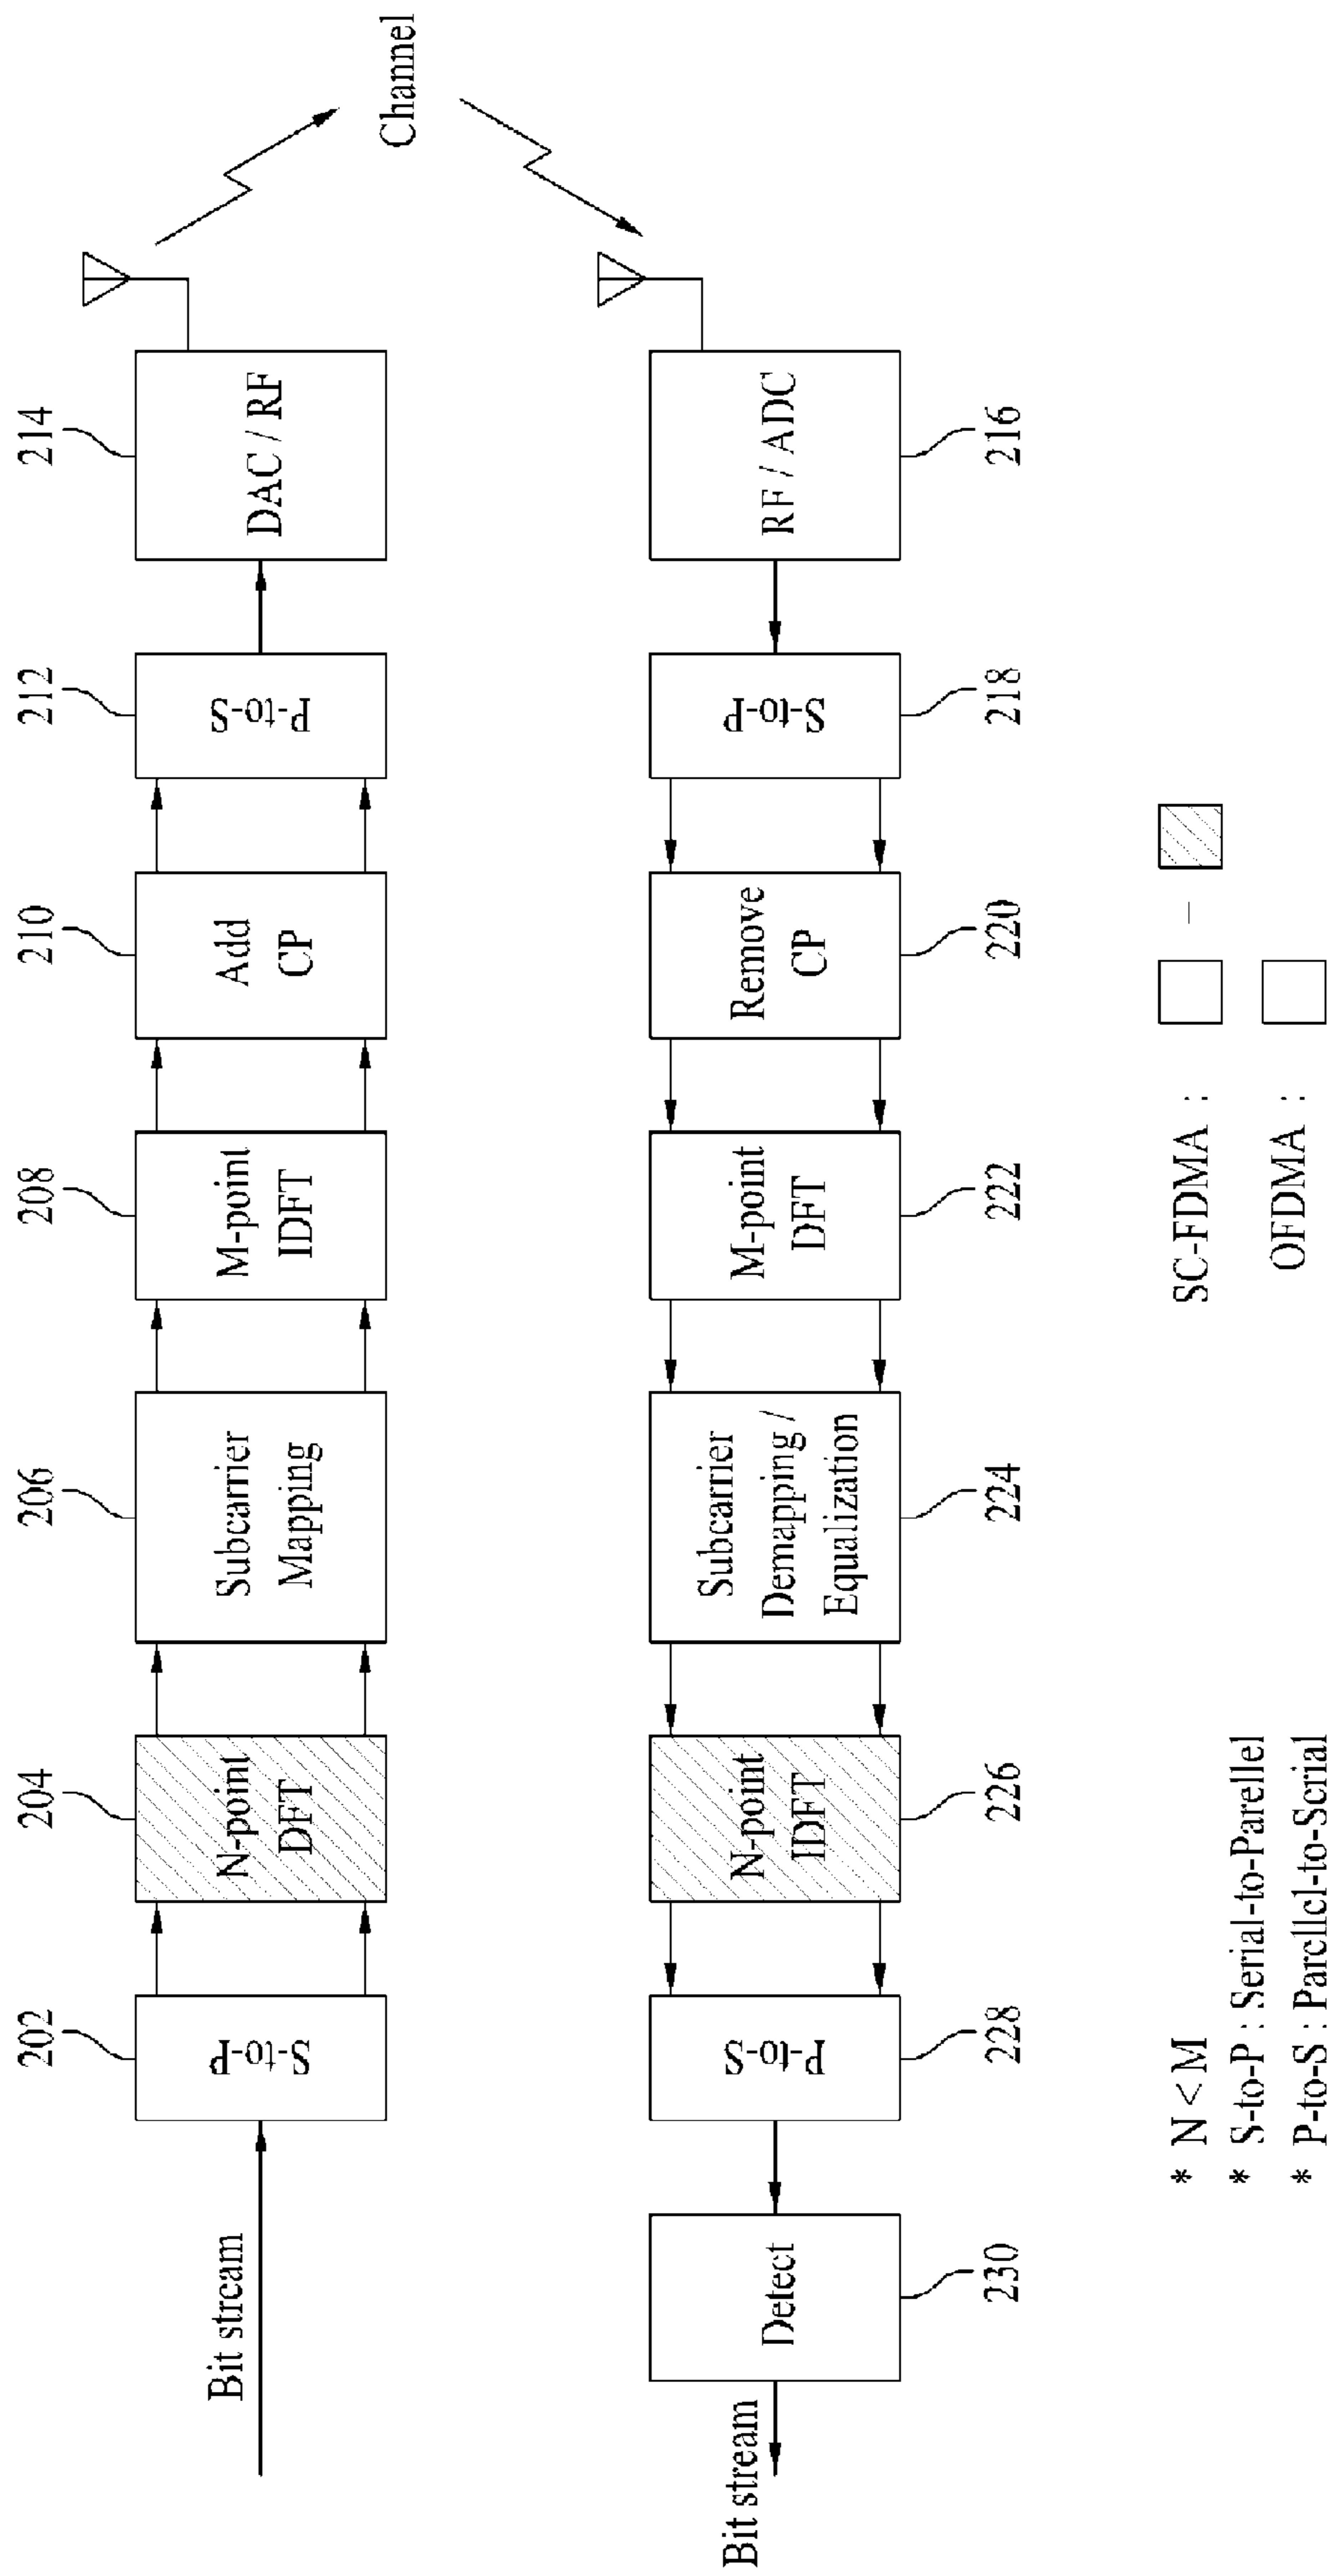 202
204
206
208
210
212
214
Bit stream
S-to-P
N-point
DFT
Subcarrier
Mapping
M-point
IDFT
Add
CP
P-to-S
DAC / RF
Channel
Bit stream
Detect
P-to-S
N-point
IDFT
Subcarrier
Demapping /
Equalization
M-point
DFT
Remove
CP
S-to-P
RF / ADC
230
228
226
224
222
220
218
216
* N < M
* S-to-P : Serial-to-Parellel
* P-to-S : Parellel-to-Serial
SC-FDMA :
OFDMA :